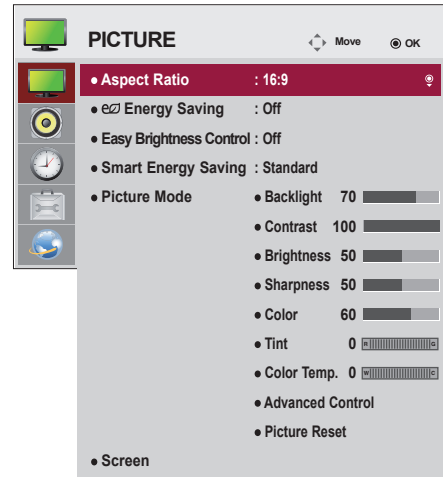 PICTURE Move OK
● Aspect Ratio : 16:9
● Energy Saving : Off
● Easy Brightness Control : Off
● Smart Energy Saving : Standard
● Picture Mode ● Backlight 70
● Contrast 100
● Brightness 50
● Sharpness 50
● Color 60
● Tint 0 R G
● Color Temp. 0 W C
● Advanced Control
● Picture Reset
● Screen